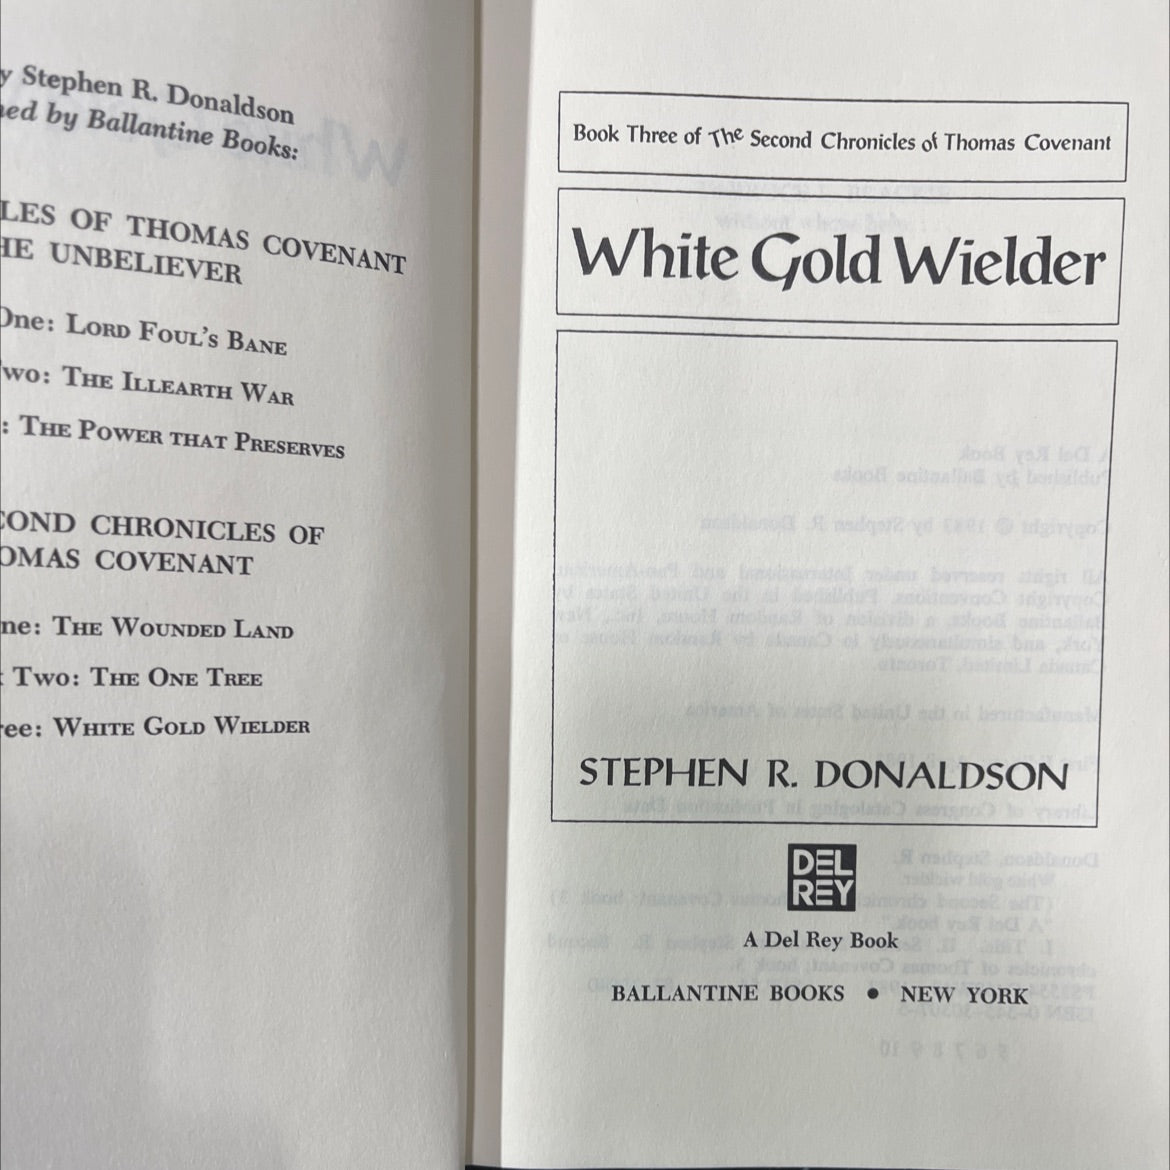 y Stephen R. Donaldson
ned by Ballantine Books:
LES OF THOMAS COVENANT
HE UNBELIEVER
One: LORD FOUL'S BANE
wo: THE ILLEARTH WAR
: THE POWER THAT PRESERVES
COND CHRONICLES OF
OMAS COVENANT
ne: THE WOUNDED LAND
Two: THE ONE TREE
ree: WHITE GOLD WIELDER
Book Three of The Second Chronicles of Thomas Covenant
White Gold Wielder
STEPHEN R. DONALDSON
DEL
REY
A Del Rey Book
BALLANTINE BOOKS • NEW YORK